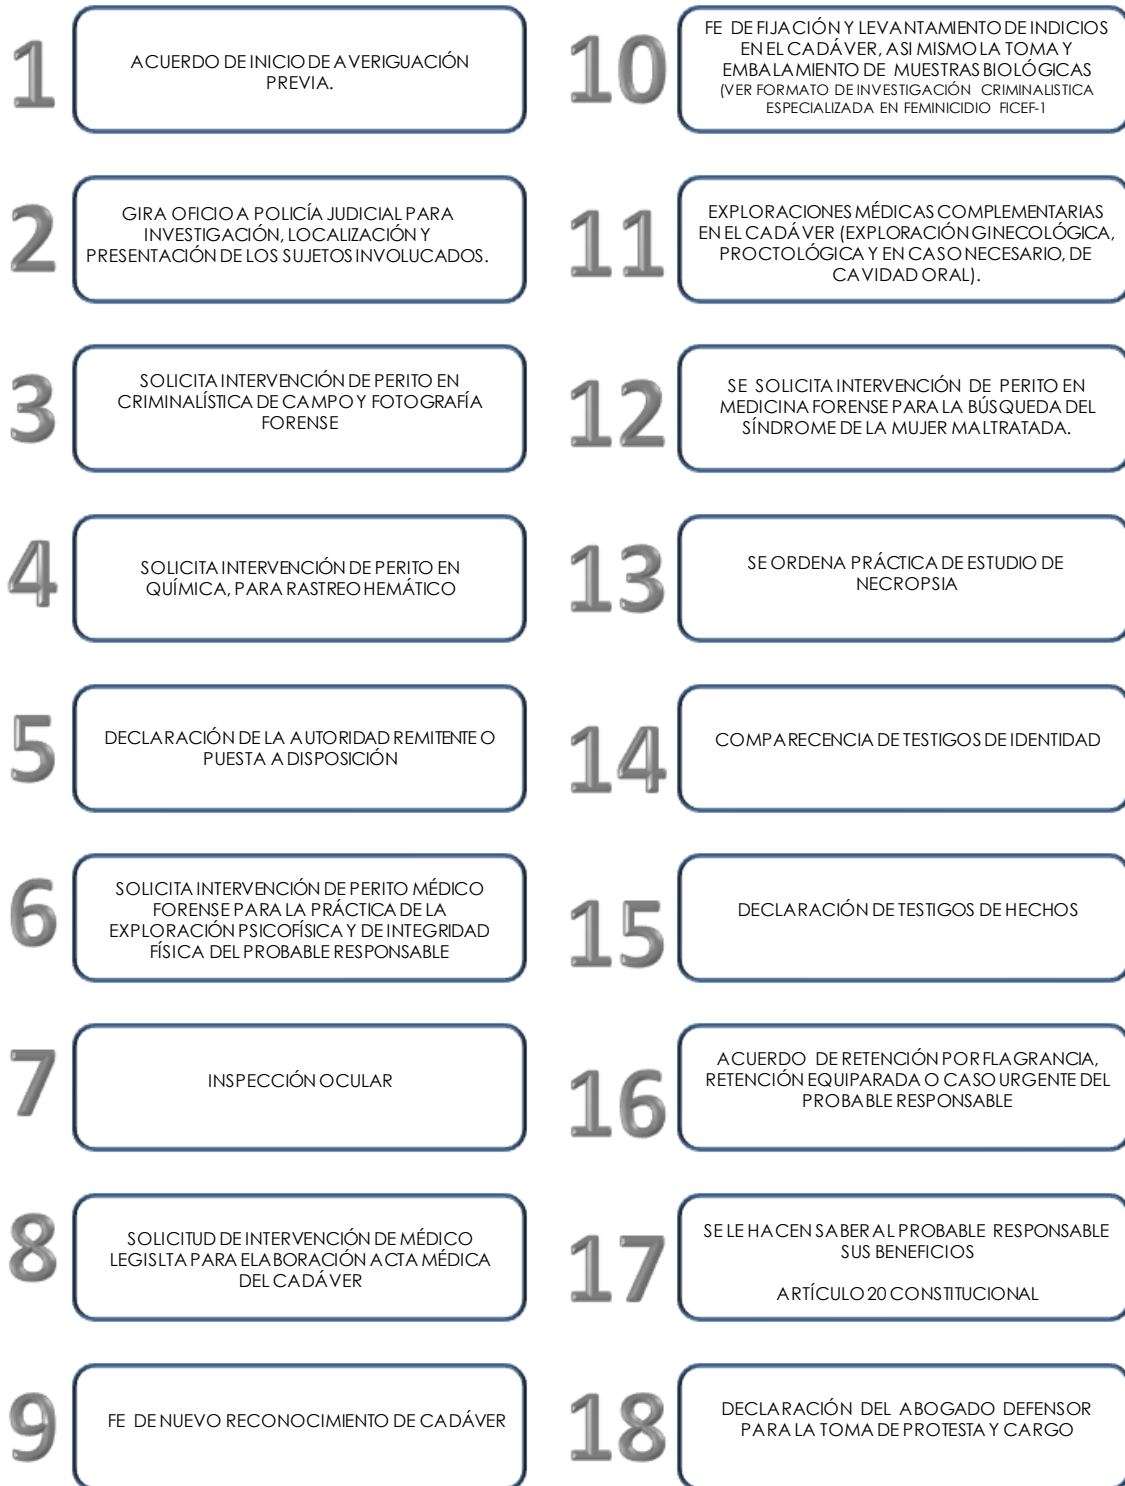 1
ACUERDO DE INICIO DE AVERIGUACIÓN
PREVIA.
2
GIRA OFICIO A POLICÍA JUDICIAL PARA
INVESTIGACIÓN, LOCALIZACIÓN Y
PRESENTACIÓN DE LOS SUJETOS INVOLUCADOS.
3
SOLICITA INTERVENCIÓN DE PERITO EN
CRIMINALÍSTICA DE CAMPO Y FOTOGRAFÍA
FORENSE
4
SOLICITA INTERVENCIÓN DE PERITO EN
QUÍMICA, PARA RASTREO HEMÁTICO
5
DECLARACIÓN DE LA AUTORIDAD REMITENTE O
PUESTA A DISPOSICIÓN
6
SOLICITA INTERVENCIÓN DE PERITO MÉDICO
FORENSE PARA LA PRÁCTICA DE LA
EXPLORACIÓN PSICOFÍSICA Y DE INTEGRIDAD
FÍSICA DEL PROBABLE RESPONSABLE
7
INSPECCIÓN OCULAR
8
SOLICITUD DE INTERVENCIÓN DE MÉDICO
LEGISLTA PARA ELABORACIÓN ACTA MÉDICA
DEL CADÁVER
9
FE DE NUEVO RECONOCIMIENTO DE CADÁVER
10
FE DE FIJACIÓN Y LEVANTAMIENTO DE INDICIOS
EN EL CADÁVER, ASI MISMO LA TOMA Y
EMBALAMIENTO DE MUESTRAS BIOLÓGICAS
(VER FORMATO DE INVESTIGACIÓN CRIMINALISTICA
ESPECIALIZADA EN FEMINICIDIO FICEF-1
11
EXPLORACIONES MÉDICAS COMPLEMENTARIAS
EN EL CADÁVER (EXPLORACIÓN GINECOLÓGICA,
PROCTOLÓGICA Y EN CASO NECESARIO, DE
CAVIDAD ORAL).
12
SE SOLICITA INTERVENCIÓN DE PERITO EN
MEDICINA FORENSE PARA LA BÚSQUEDA DEL
SÍNDROME DE LA MUJER MALTRATADA.
13
SE ORDENA PRÁCTICA DE ESTUDIO DE
NECROPSIA
14
COMPARECENCIA DE TESTIGOS DE IDENTIDAD
15
DECLARACIÓN DE TESTIGOS DE HECHOS
16
ACUERDO DE RETENCIÓN POR FLAGRANCIA,
RETENCIÓN EQUIPARADA O CASO URGENTE DEL
PROBABLE RESPONSABLE
17
SE LE HACEN SABER AL PROBABLE RESPONSABLE
SUS BENEFICIOS
ARTÍCULO 20 CONSTITUCIONAL
18
DECLARACIÓN DEL ABOGADO DEFENSOR
PARA LA TOMA DE PROTESTA Y CARGO